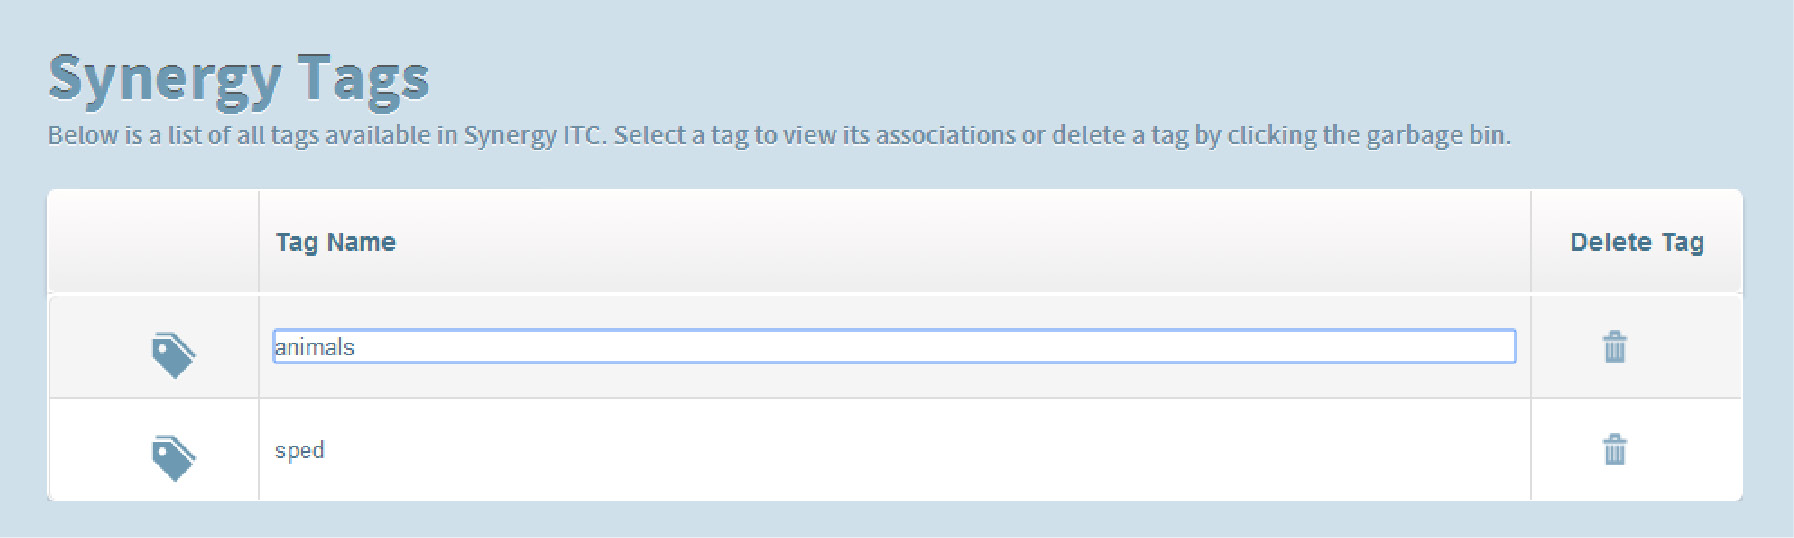 Synergy Tags
Below is a list of all tags available in Synergy ITC. Select a tag to view its associations or delete a tag by clicking the garbage bin.
Tag Name Delete Tag
animals
sped